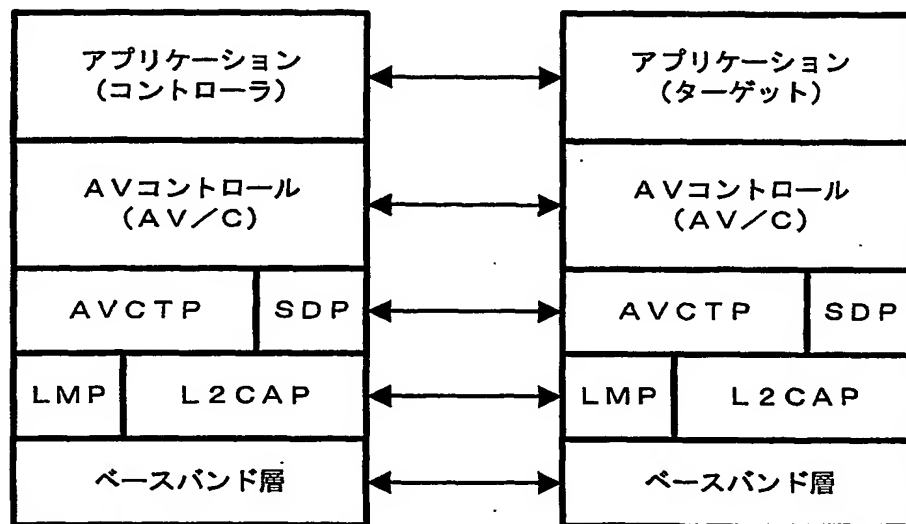 アプリケーション
(コントローラ)
アプリケーション
(ターゲット)
AVコントロール
(AV/C)
AVコントロール
(AV/C)
AVCTP
SDP
AVCTP
SDP
LMP
L2CAP
LMP
L2CAP
ベースバンド層
ベースバンド層